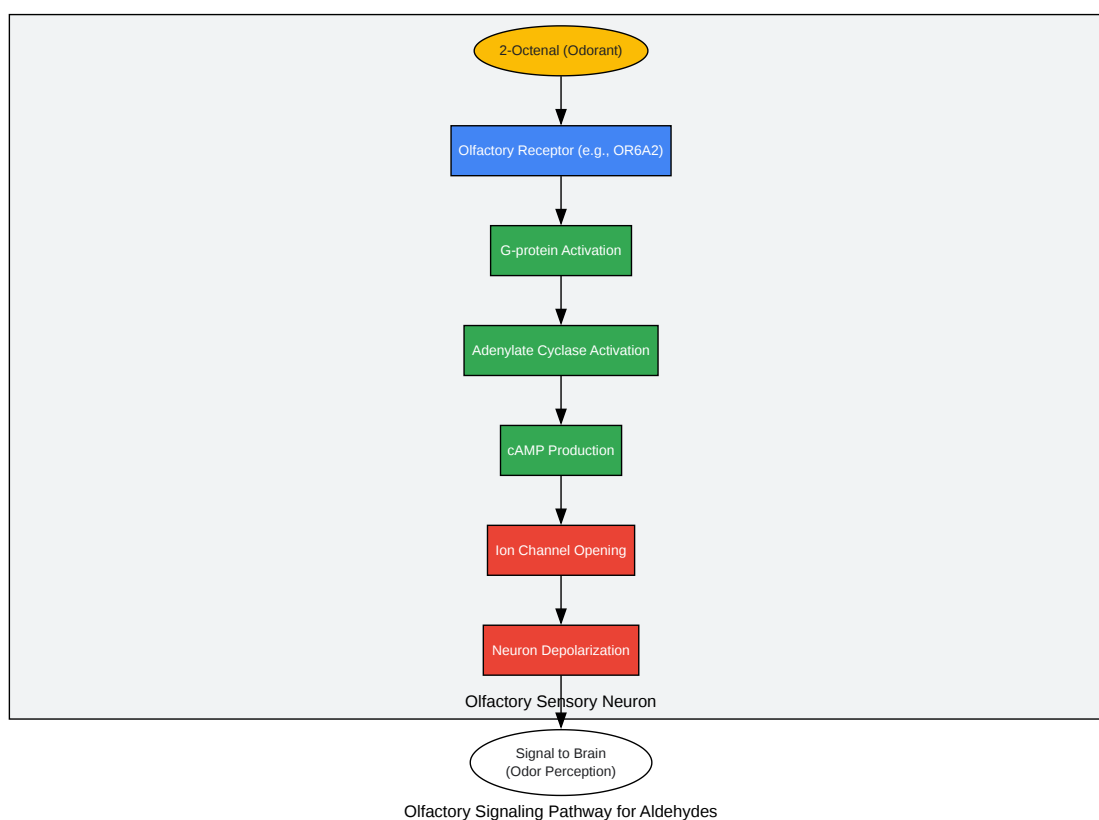 2-Octenal (Odorant)
Olfactory Receptor (e.g., OR6A2)
G-protein Activation
Adenylate Cyclase Activation
cAMP Production
Ion Channel Opening
Neuron Depolarization
Olfactory Sensory Neuron
Signal to Brain
(Odor Perception)
Olfactory Signaling Pathway for Aldehydes